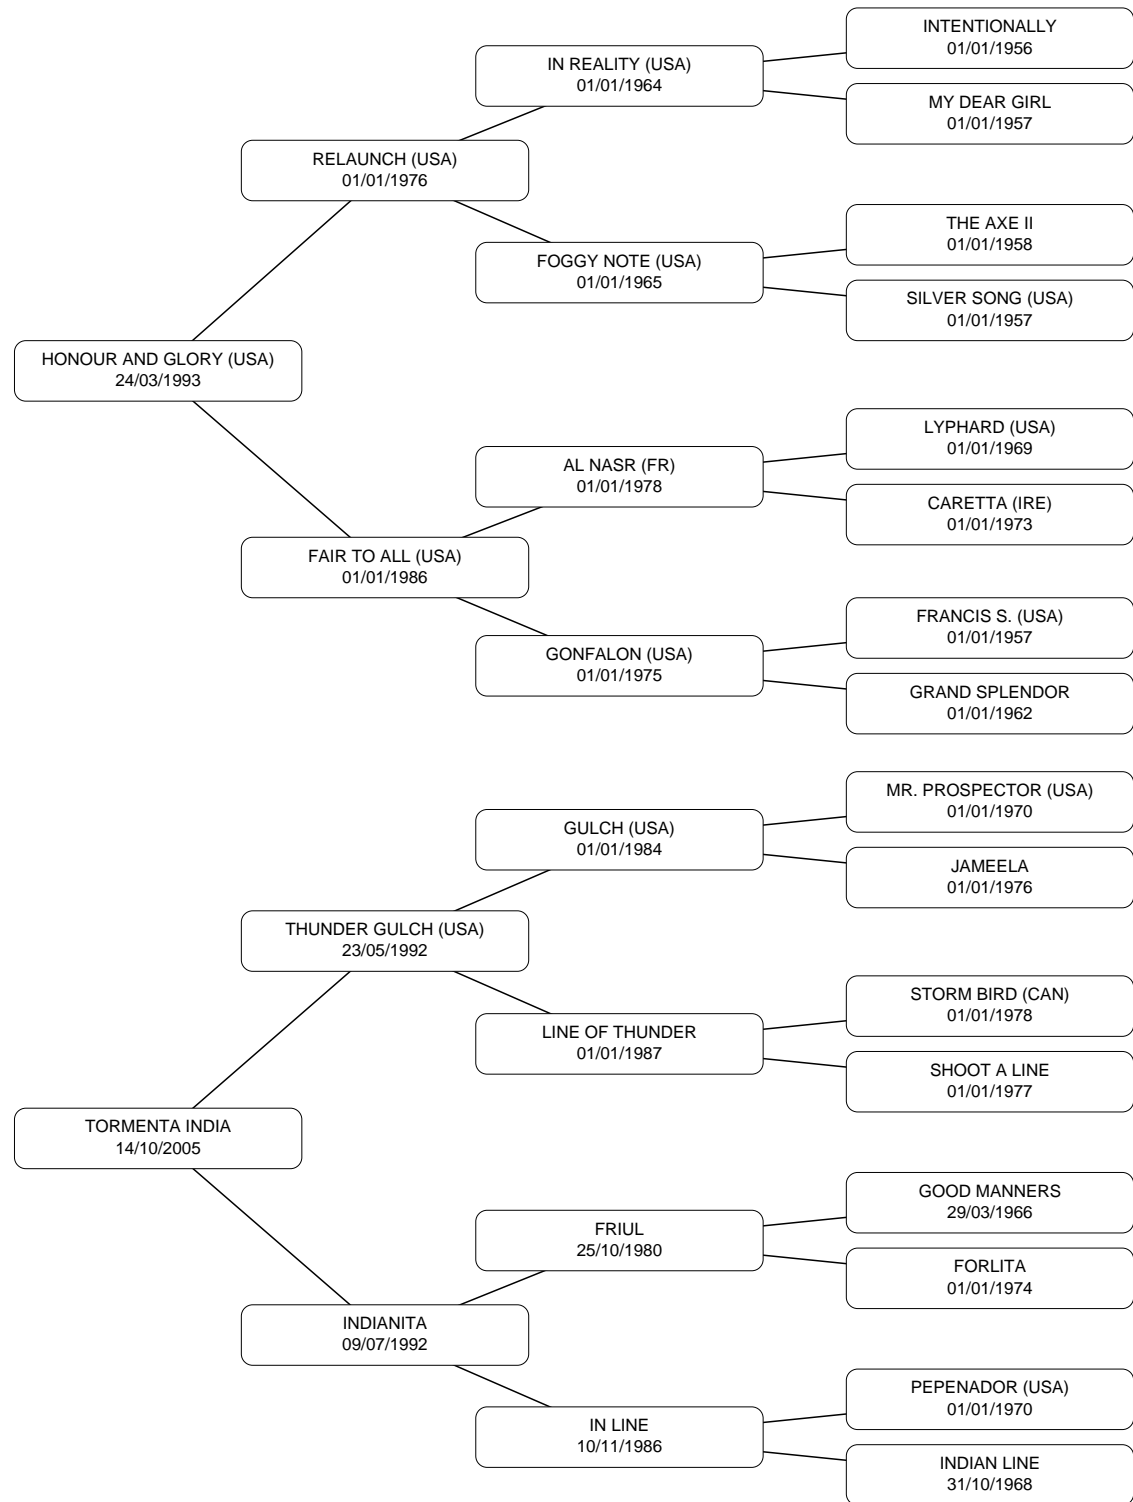 INTENTIONALLY
01/01/1956
IN REALITY (USA)
01/01/1964
MY DEAR GIRL
01/01/1957
RELAUNCH (USA)
01/01/1976
THE AXE II
01/01/1958
FOGGY NOTE (USA)
01/01/1965
SILVER SONG (USA)
01/01/1957
HONOUR AND GLORY (USA)
24/03/1993
LYPHARD (USA)
01/01/1969
AL NASR (FR)
01/01/1978
CARETTA (IRE)
01/01/1973
FAIR TO ALL (USA)
01/01/1986
FRANCIS S. (USA)
01/01/1957
GONFALON (USA)
01/01/1975
GRAND SPLENDOR
01/01/1962
MR. PROSPECTOR (USA)
01/01/1970
GULCH (USA)
01/01/1984
JAMEELA
01/01/1976
THUNDER GULCH (USA)
23/05/1992
STORM BIRD (CAN)
01/01/1978
LINE OF THUNDER
01/01/1987
SHOOT A LINE
01/01/1977
TORMENTA INDIA
14/10/2005
GOOD MANNERS
29/03/1966
FRIUL
25/10/1980
FORLITA
01/01/1974
INDIANITA
09/07/1992
PEPENADOR (USA)
01/01/1970
IN LINE
10/11/1986
INDIAN LINE
31/10/1968